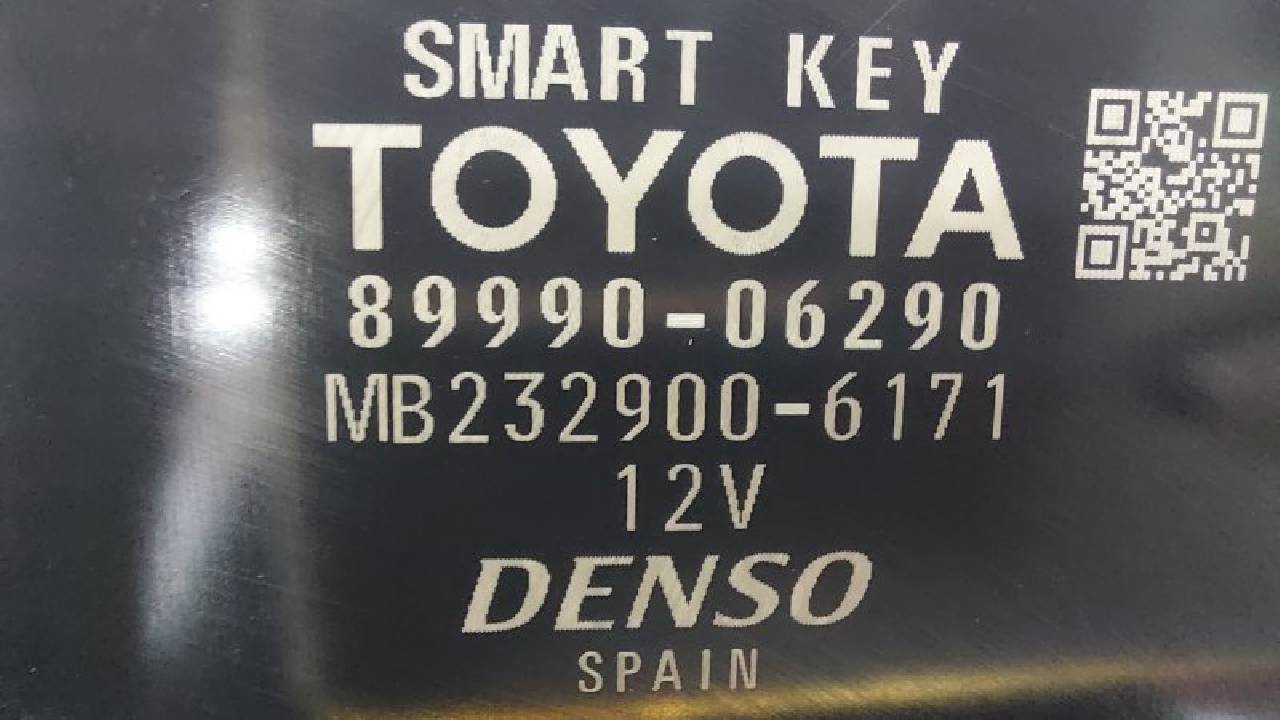 SMART KEY
TOYOTA
89990-06290
MB232900-6171
12V
DENSO
SPAIN